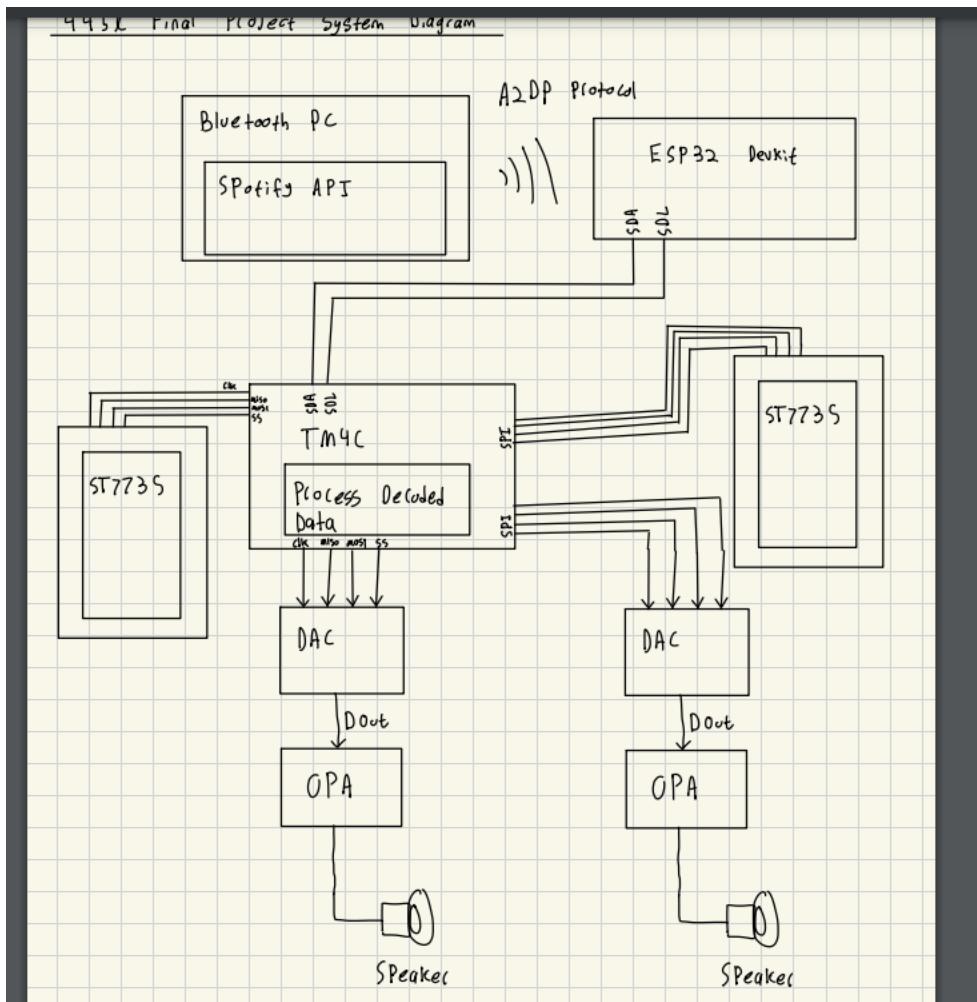 445L Final Project System Diagram
A2DP Protocol
Bluetooth PC
SPotify API
ESP32 Devkit
SDA
SDL
Clk
miso
mosi
SS
SDA
SDL
TM4C
SPI
Process Decoded
Data
SPI
clk miso mosi SS
ST7735
ST7735
DAC
DAC
DOut
DOut
OPA
OPA
SPeaker
SPeaker